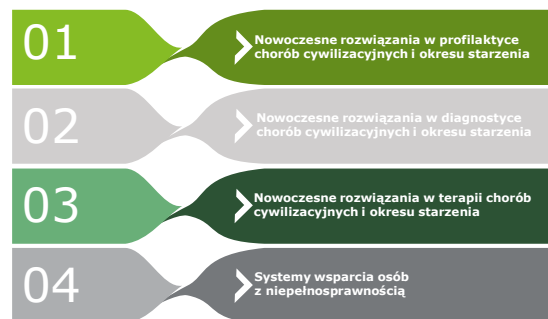 01
Nowoczesne rozwiązania w profilaktyce
chorób cywilizacyjnych i okresu starzenia
02
Nowoczesne rozwiązania w diagnostyce
chorób cywilizacyjnych i okresu starzenia
03
Nowoczesne rozwiązania w terapii chorób
cywilizacyjnych i okresu starzenia
04
Systemy wsparcia osób
z niepełnosprawnością